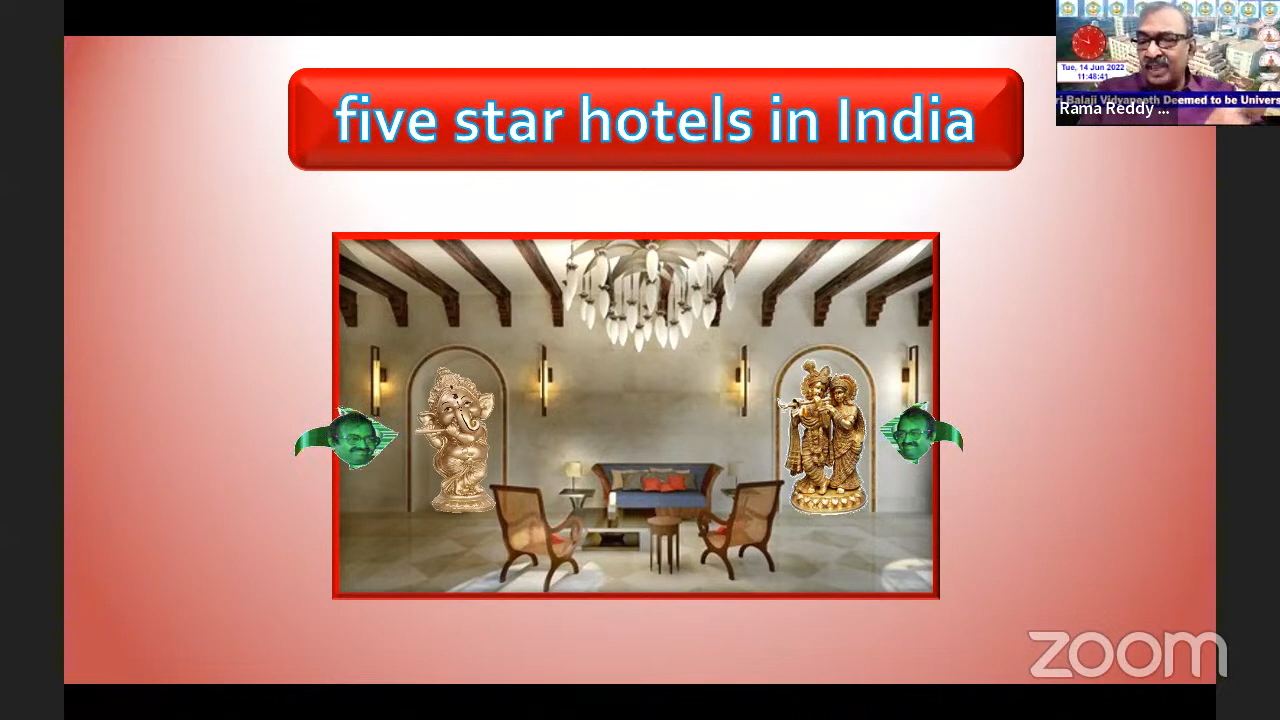 five star hotels in India
Tue, 14 Jun 2022
11:48:41
ri Balaji Vidyapeeth Deemed to be Univers
Rama Reddy ...
zoom